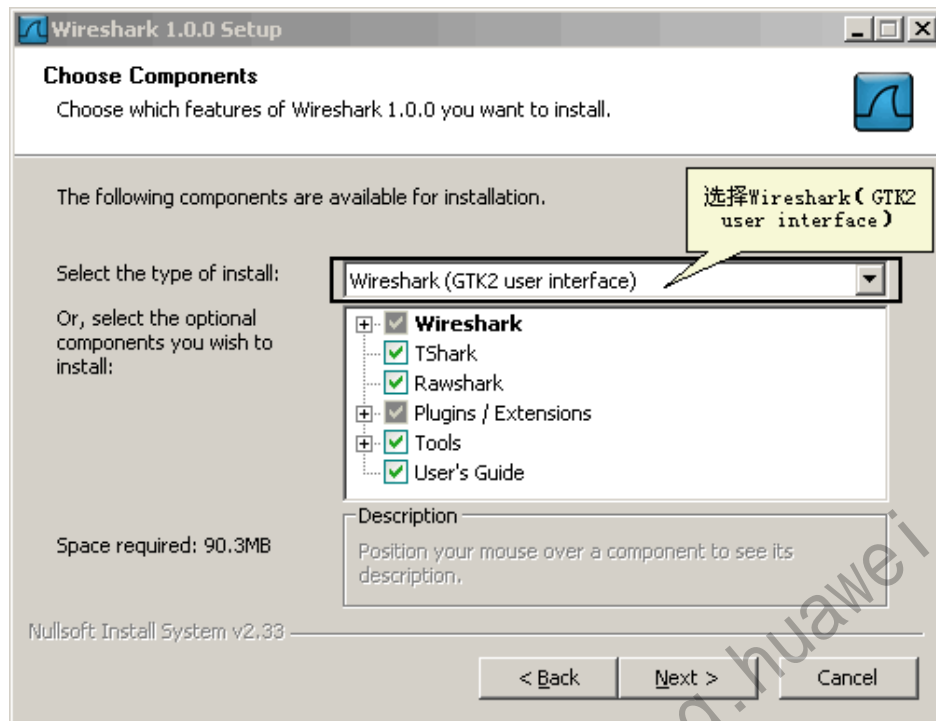 Wireshark 1.0.0 Setup
Choose Components
Choose which features of Wireshark 1.0.0 you want to install.
The following components are available for installation.
选择Wireshark(GTK2
user interface)
Select the type of install:
Wireshark (GTK2 user interface)
Or, select the optional
components you wish to
install:
Wireshark
TShark
Rawshark
Plugins / Extensions
Tools
User's Guide
Space required: 90.3MB
Description
Position your mouse over a component to see its
description.
Nullsoft Install System v2.33
< Back
Next >
Cancel
g.huawei